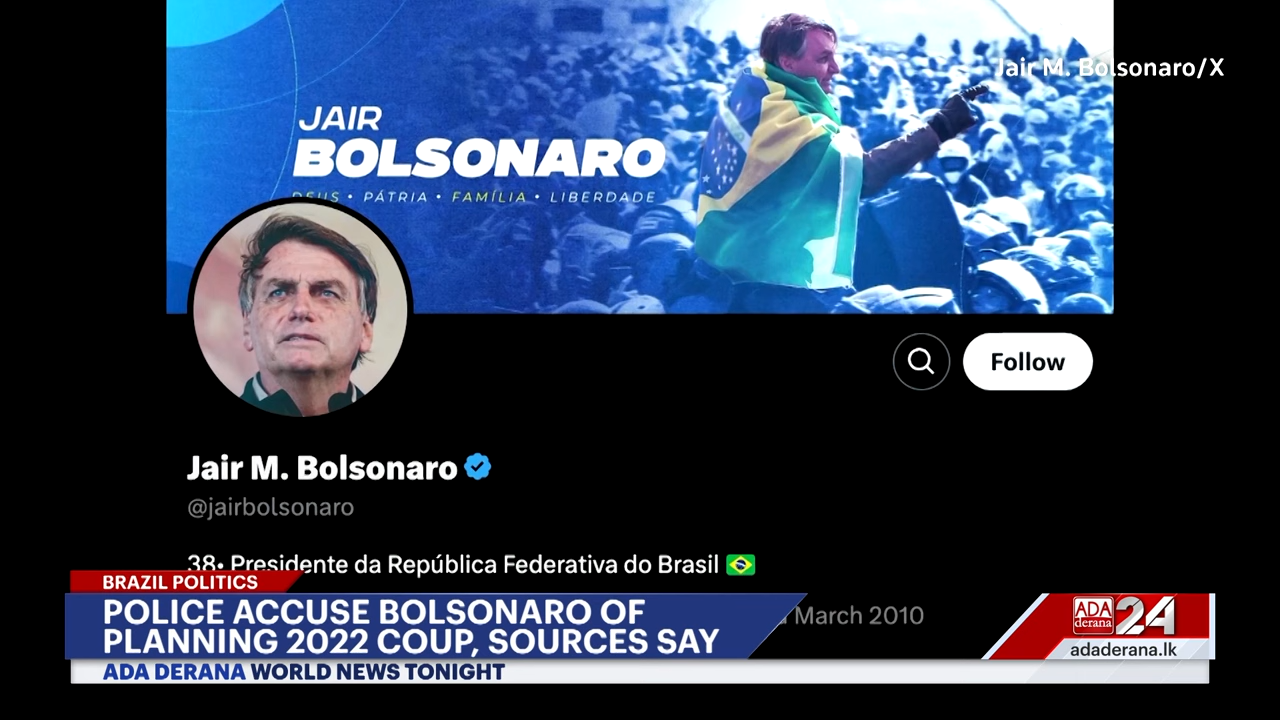 Jair M. Bolsonaro/X
JAIR
BOLSONARO
DEUS • PÁTRIA • FAMÍLIA • LIBERDADE
Follow
Jair M. Bolsonaro
@jairbolsonaro
38• Presidente da República Federativa do Brasil
March 2010
BRAZIL POLITICS
POLICE ACCUSE BOLSONARO OF
PLANNING 2022 COUP, SOURCES SAY
ADA DERANA WORLD NEWS TONIGHT
ADA
derana 24
adaderana.lk